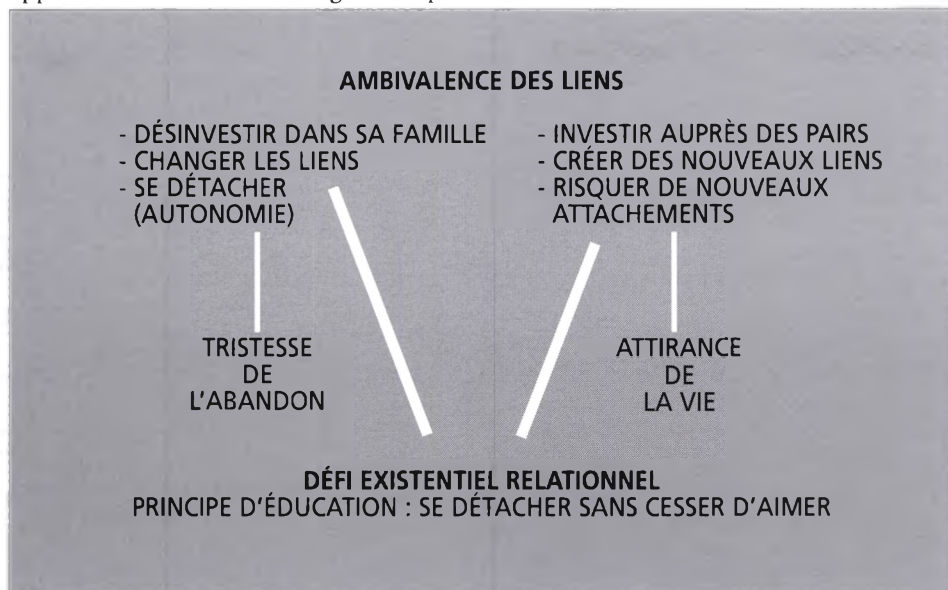 AMBIVALENCE DES LIENS
- DÉSINVESTIR DANS SA FAMILLE
- CHANGER LES LIENS
- SE DÉTACHER
(AUTONOMIE)
- INVESTIR AUPRÈS DES PAIRS
- CRÉER DES NOUVEAUX LIENS
- RISQUER DE NOUVEAUX
ATTACHEMENTS
TRISTESSE
DE
L'ABANDON
ATTIRANCE
DE
LA VIE
DÉFI EXISTENTIEL RELATIONNEL
PRINCIPE D'ÉDUCATION : SE DÉTACHER SANS CESSER D'AIMER